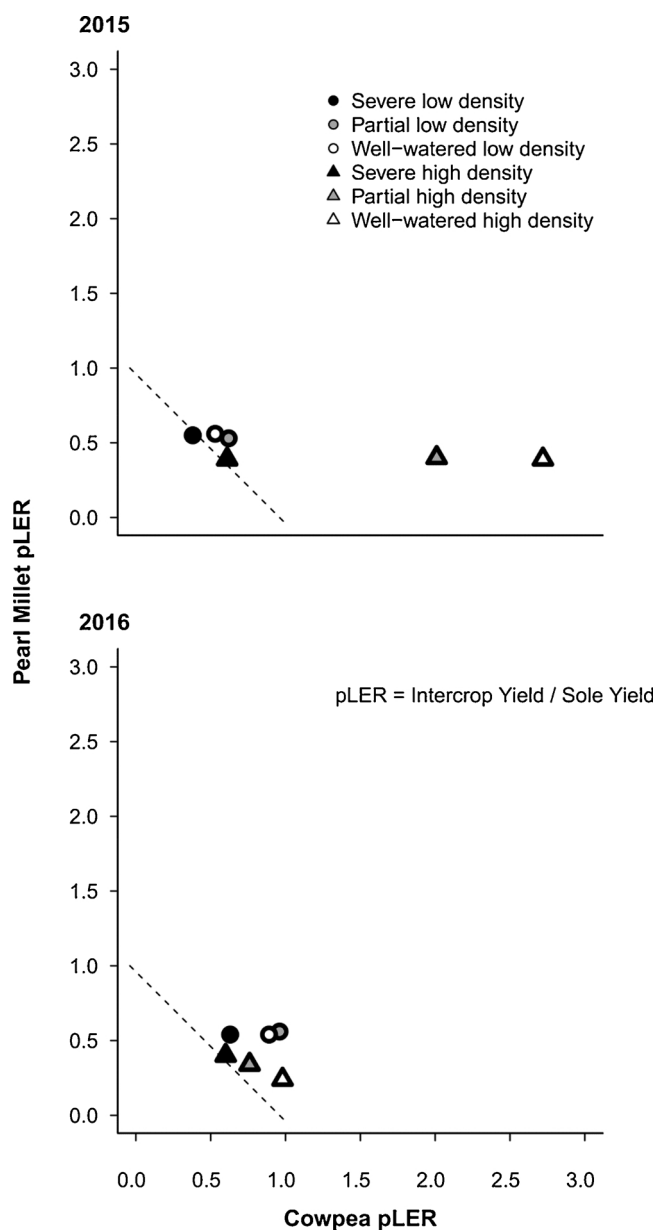 2015
3.0
2.5
2.0
1.5
1.0
0.5
0.0
Severe low density
Partial low density
Well−watered low density
Severe high density
Partial high density
Well−watered high density
Pearl Millet pLER
2016
3.0
2.5
2.0
1.5
1.0
0.5
0.0
pLER = Intercrop Yield / Sole Yield
0.0 0.5 1.0 2.0 2.5 3.0
Cowpea pLER